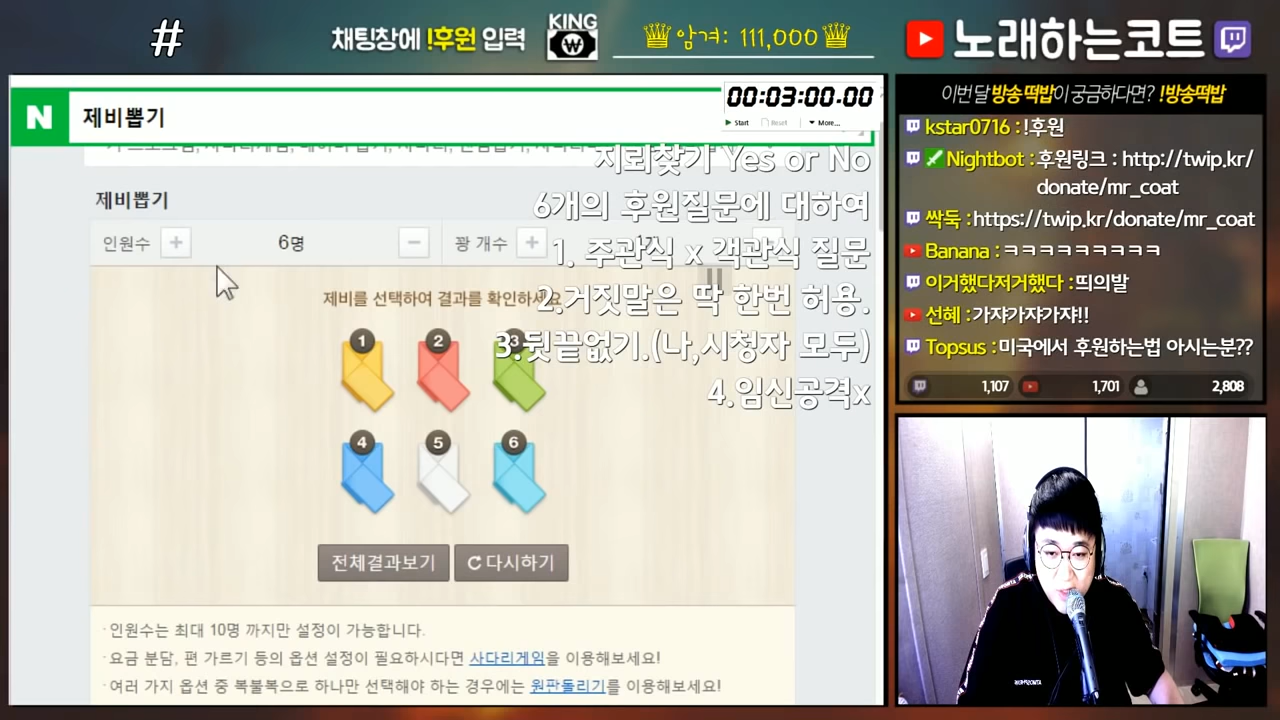 #
채팅창에 !후원 입력
KING
₩
암겨: 111,000
노래하는코트
N
제비뽑기
00:03:00.00
Start
Reset
More...
지뢰찾기 Yes or No
6개의 후원질문에 대하여
1. 주관식 x 객관식 질문
2.거짓말은 딱 한번 허용.
3.뒷끝없기.(나,시청자 모두)
4.임신공격x
제비뽑기
인원수 + 6명 −
꽝 개수 +
제비를 선택하여 결과를 확인하세요
1 2 3
4 5 6
전체결과보기 다시하기
·인원수는 최대 10명 까지만 설정이 가능합니다.
·요금 분담, 편 가르기 등의 옵션 설정이 필요하시다면 사다리게임을 이용해보세요!
·여러 가지 옵션 중 복불복으로 하나만 선택해야 하는 경우에는 원판돌리기를 이용해보세요!
이번 달 방송 떡밥이 궁금하다면? !방송떡밥
kstar0716 : !후원
Nightbot : 후원링크 : http://twip.kr/
donate/mr_coat
싹둑 : https://twip.kr/donate/mr_coat
Banana : ㅋㅋㅋㅋㅋㅋㅋㅋㅋ
이거했다저거했다 : 띠의발
선혜 : 가쟈가쟈가쟈!!
Topsus : 미국에서 후원하는법 아시는분??
1,107 1,701 2,808